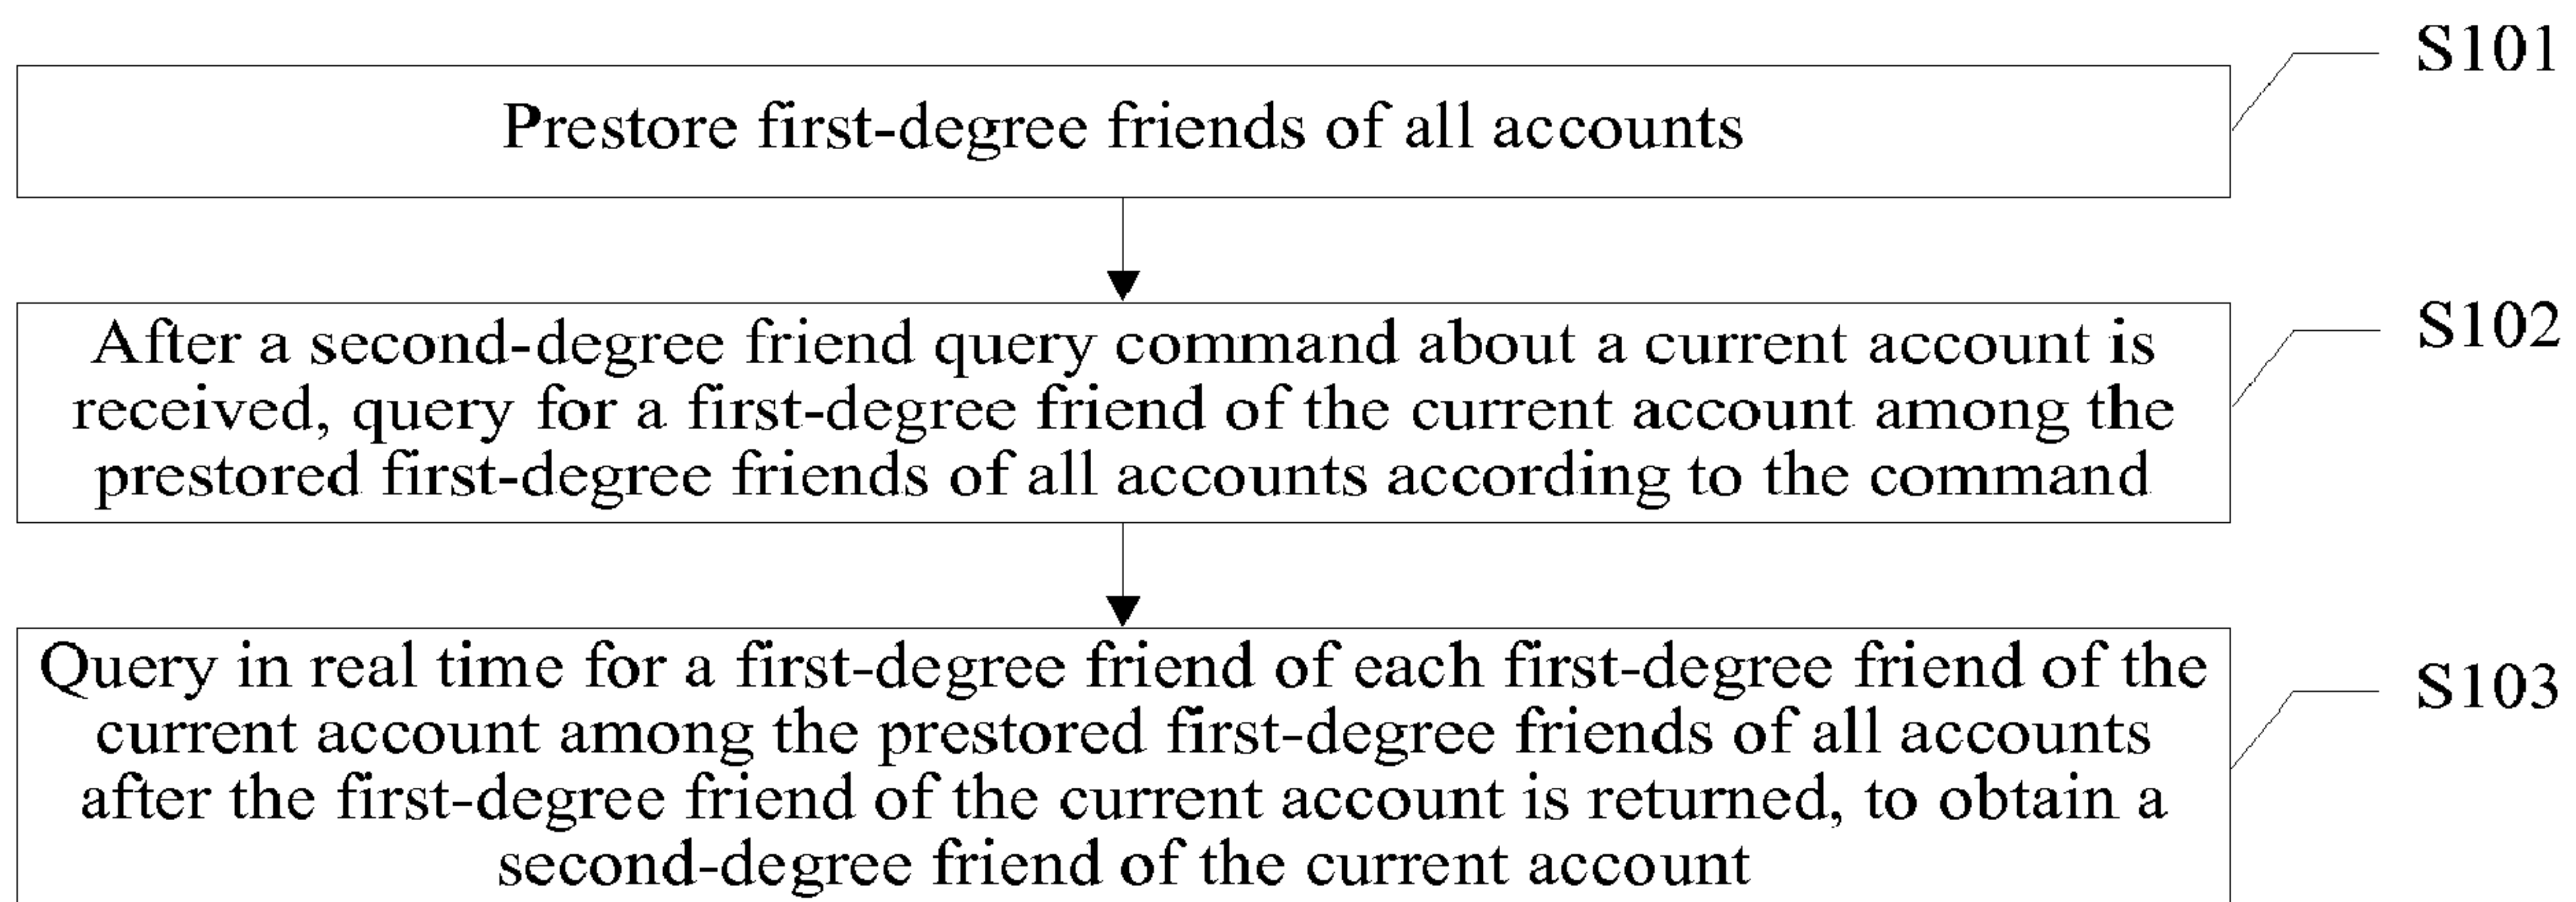 S101
Prestore first-degree friends of all accounts
S102
After a second-degree friend query command about a current account is
received, query for a first-degree friend of the current account among the
prestored first-degree friends of all accounts according to the command
S103
Query in real time for a first-degree friend of each first-degree friend of the
current account among the prestored first-degree friends of all accounts
after the first-degree friend of the current account is returned, to obtain a
second-degree friend of the current account